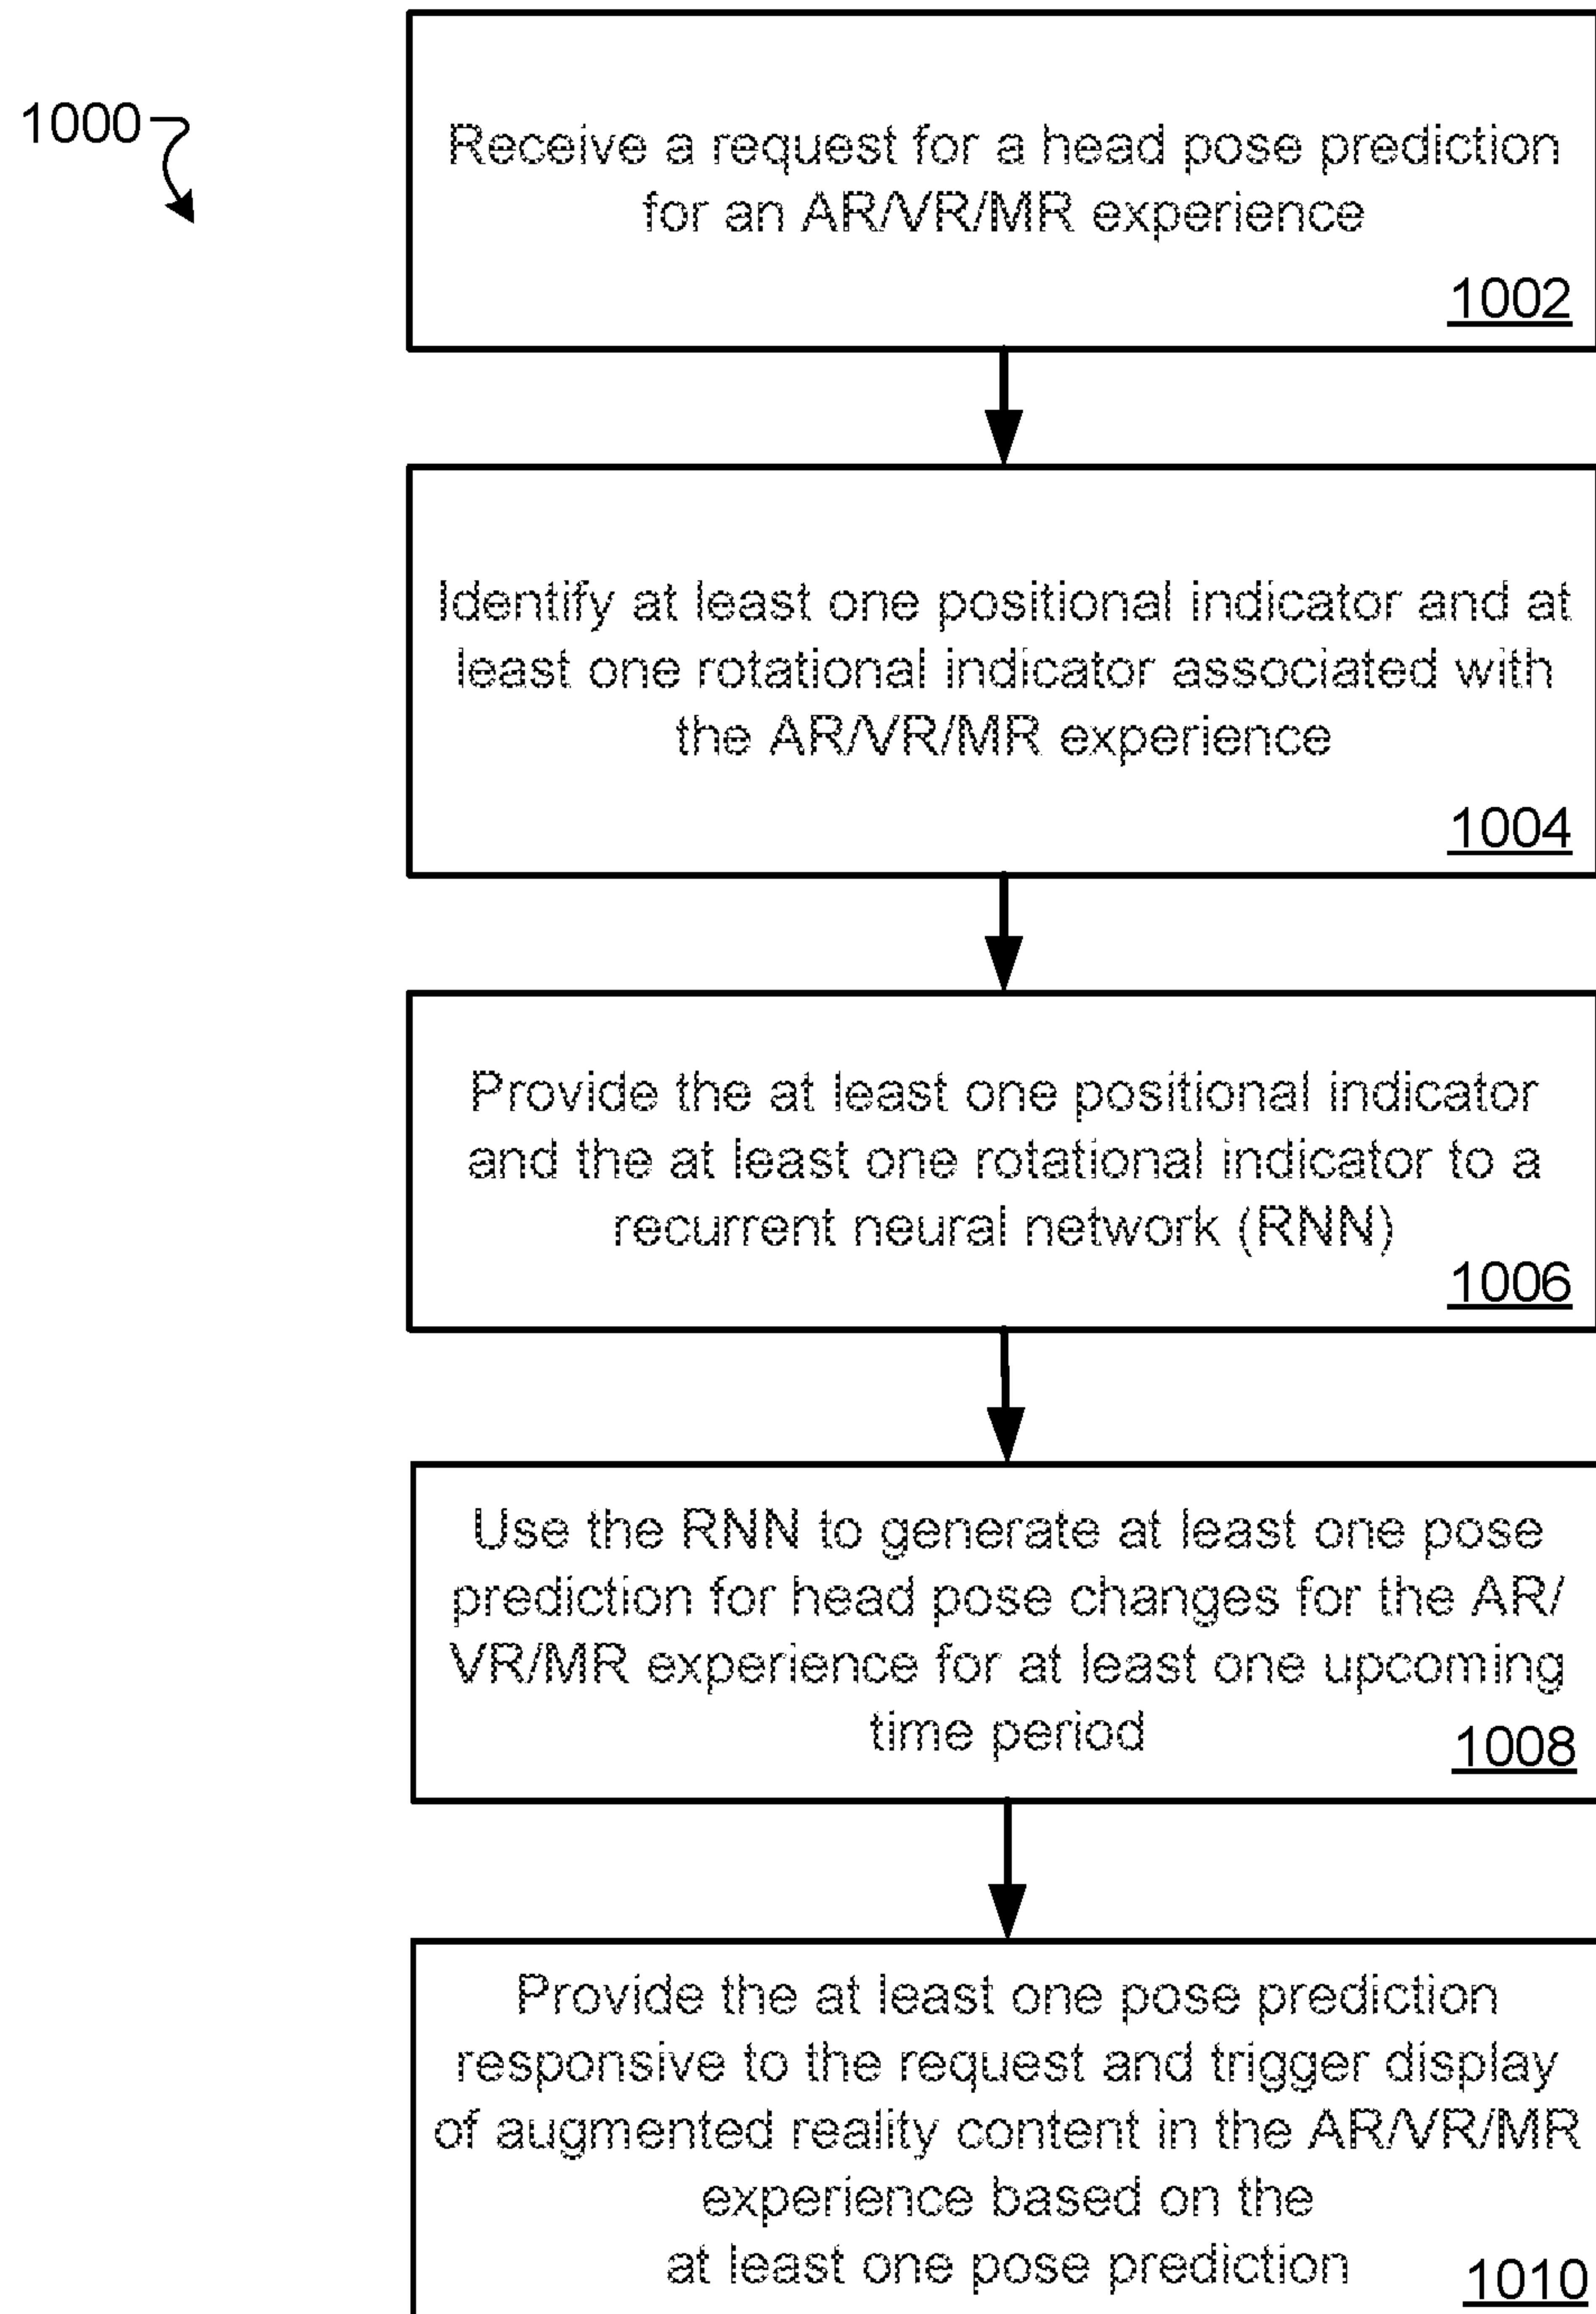 1000
Receive a request for a head pose prediction
for an AR/VR/MR experience
1002
Identify at least one positional indicator and at
least one rotational indicator associated with
the AR/VR/MR experience
1004
Provide the at least one positional indicator
and the at least one rotational indicator to a
recurrent neural network (RNN)
1006
Use the RNN to generate at least one pose
prediction for head pose changes for the AR/
VR/MR experience for at least one upcoming
time period
1008
Provide the at least one pose prediction
responsive to the request and trigger display
of augmented reality content in the AR/VR/MR
experience based on the
at least one pose prediction
1010